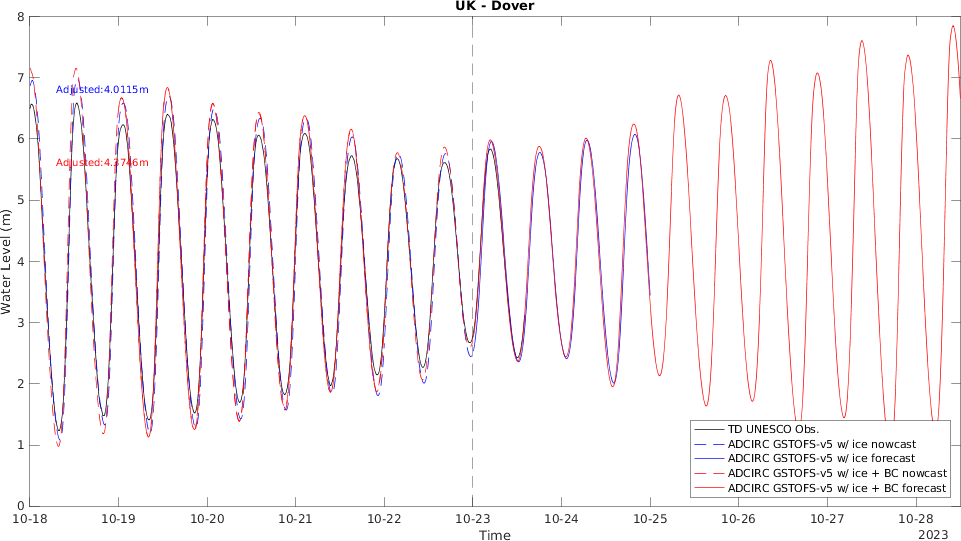 UK - Dover
8
7
6
5
4
3
2
1
0
Water Level (m)
Adjusted:4.0115m
Adjusted:4.3746m
TD UNESCO Obs.
ADCIRC GSTOFS-v5 w/ ice nowcast
ADCIRC GSTOFS-v5 w/ ice forecast
ADCIRC GSTOFS-v5 w/ ice + BC nowcast
ADCIRC GSTOFS-v5 w/ ice + BC forecast
10-18 10-19 10-20 10-21 10-22 10-23 10-24 10-25 10-26 10-27 10-28
Time
2023